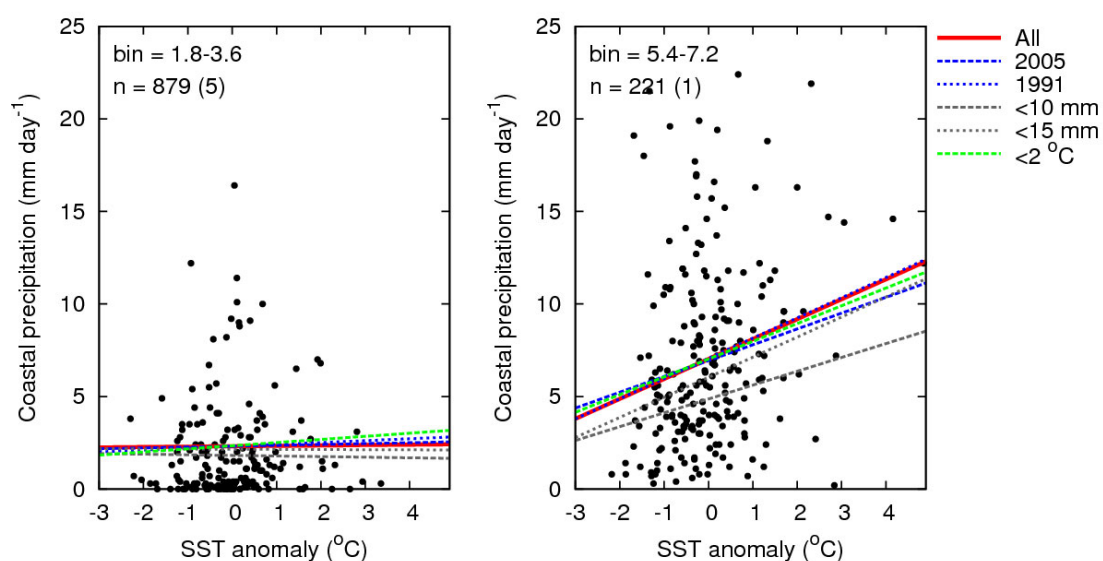 25
20
15
10
5
0
Coastal precipitation (mm day⁻¹)
bin = 1.8-3.6
n = 879 (5)
-3 -2 -1 0 1 2 3 4
SST anomaly (°C)
25
20
15
10
5
0
Coastal precipitation (mm day⁻¹)
bin = 5.4-7.2
n = 221 (1)
-3 -2 -1 0 1 2 3 4
SST anomaly (°C)
All
2005
1991
<10 mm
<15 mm
<2 °C